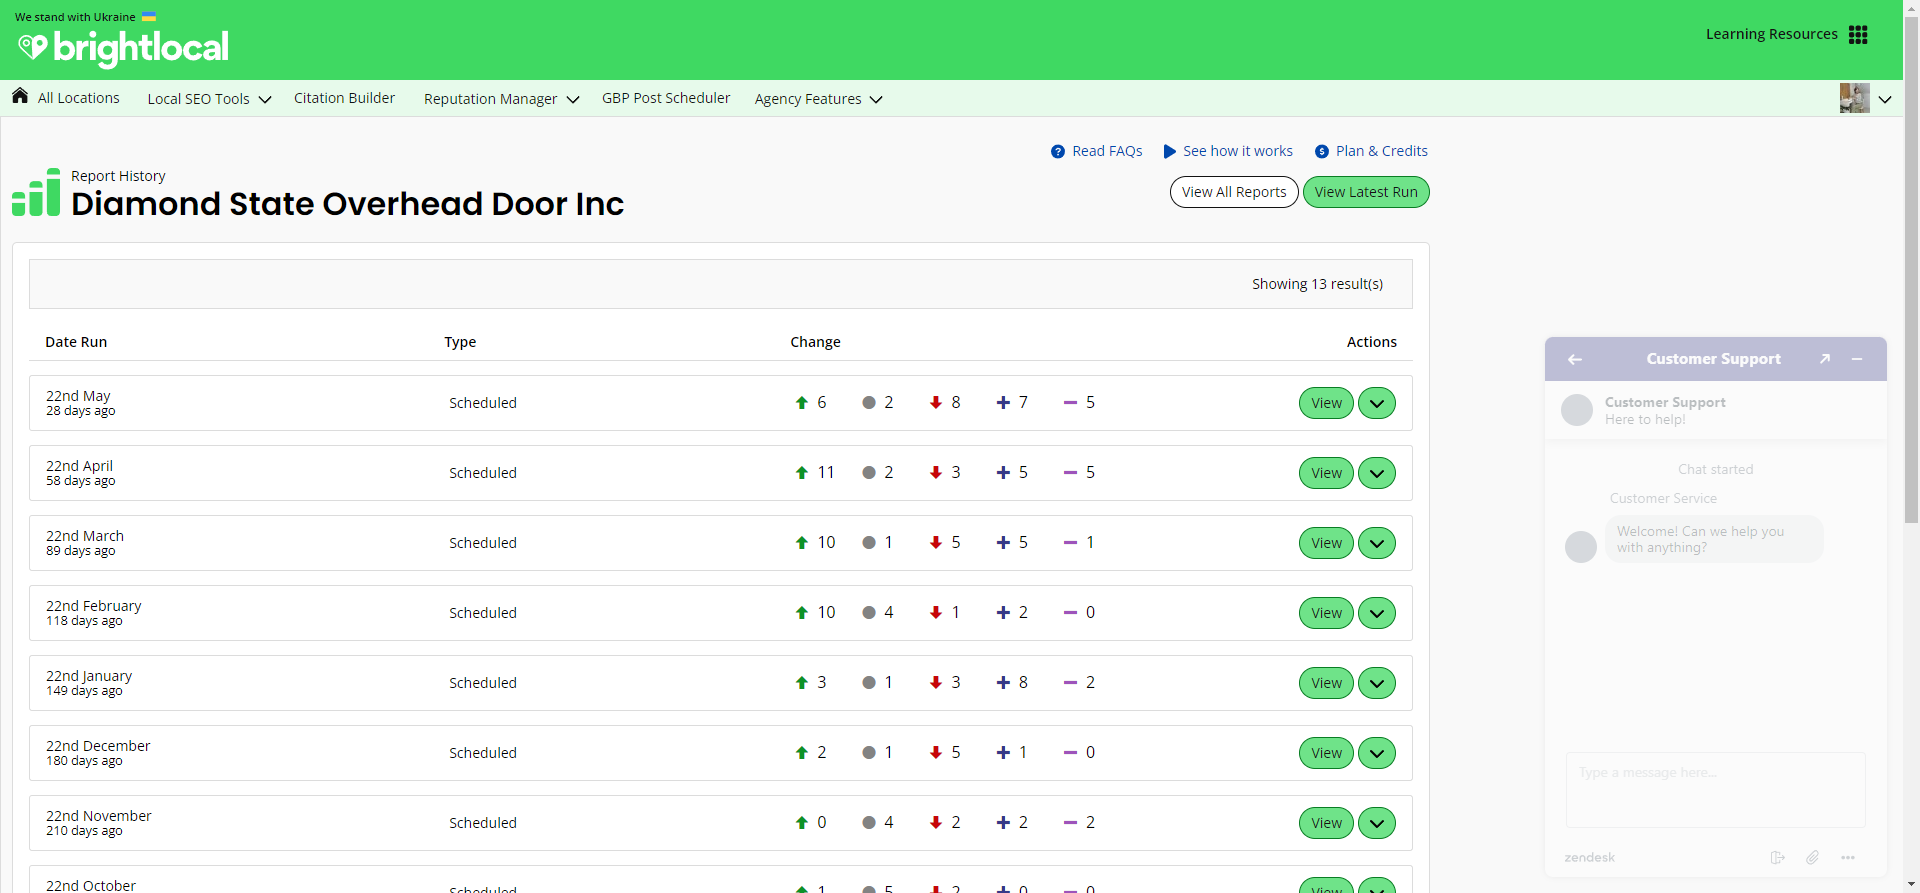 We stand with Ukraine
brightlocal
Learning Resources
All Locations
Local SEO Tools
Citation Builder
Reputation Manager
GBP Post Scheduler
Agency Features
Read FAQs
See how it works
Plan & Credits
Report History
Diamond State Overhead Door Inc
View All Reports
View Latest Run
Showing 13 result(s)
Date Run Type Change Actions
22nd May
28 days ago
Scheduled 6 2 8 7 5 View
22nd April
58 days ago
Scheduled 11 2 3 5 5 View
22nd March
89 days ago
Scheduled 10 1 5 5 1 View
22nd February
118 days ago
Scheduled 10 4 1 2 0 View
22nd January
149 days ago
Scheduled 3 1 3 8 2 View
22nd December
180 days ago
Scheduled 2 1 5 1 0 View
22nd November
210 days ago
Scheduled 0 4 2 2 2 View
22nd October
Scheduled 1 5 2 0 0 View
Customer Support
Customer Support
Here to help!
Chat started
Customer Service
Welcome! Can we help you
with anything?
Type a message here...
zendesk